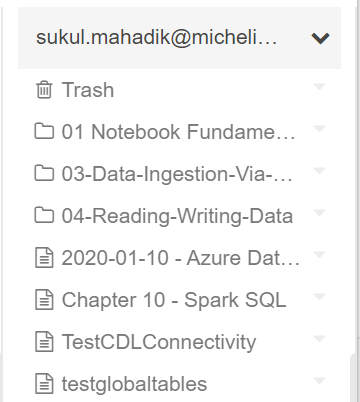 sukul.mahadik@micheli...
Trash
01 Notebook Fundame...
03-Data-Ingestion-Via-...
04-Reading-Writing-Data
2020-01-10 - Azure Dat...
Chapter 10 - Spark SQL
TestCDLConnectivity
testglobaltables